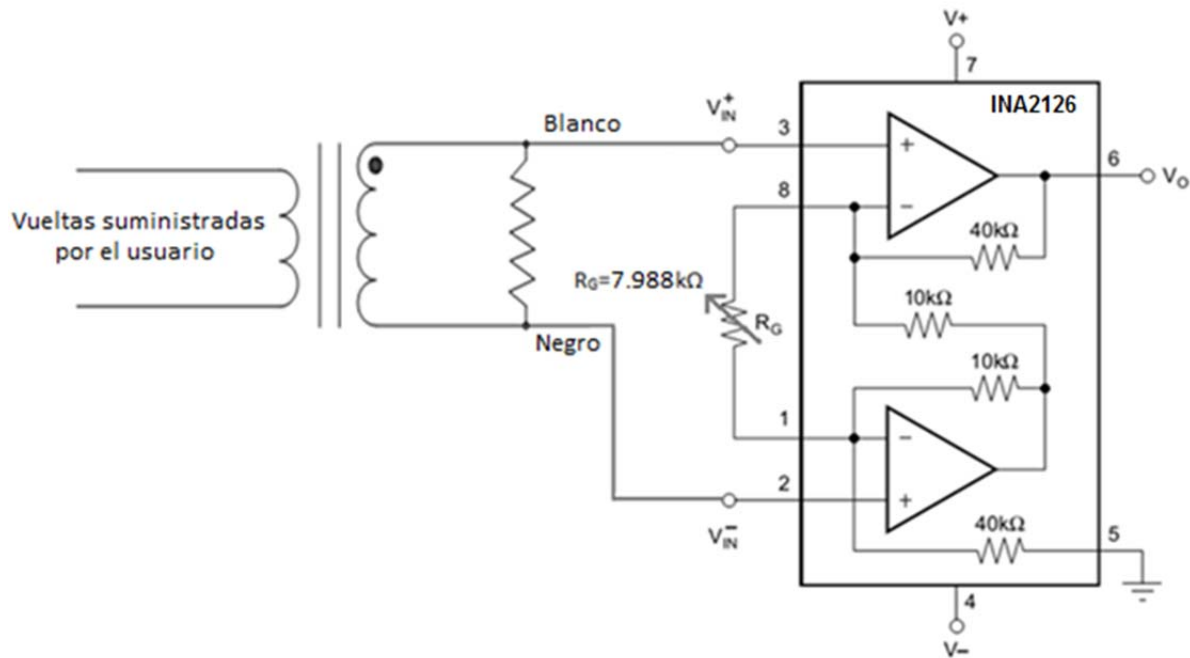 V+
7
INA2126
Blanco
V+IN
3
6
VO
8
Vueltas suministradas
por el usuario
40kΩ
RG=7.988kΩ
10kΩ
RG
Negro
10kΩ
1
2
V-IN
40kΩ
5
4
V-